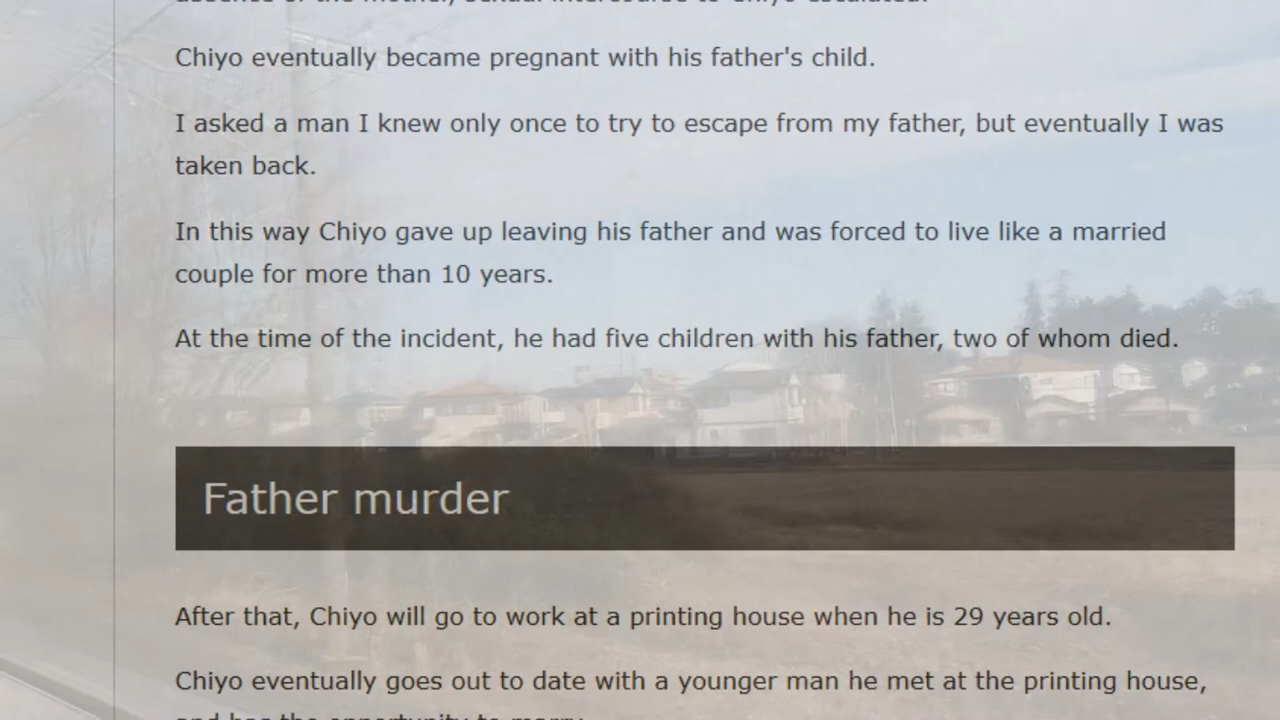 Chiyo eventually became pregnant with his father's child.
I asked a man I knew only once to try to escape from my father, but eventually I was
taken back.
In this way Chiyo gave up leaving his father and was forced to live like a married
couple for more than 10 years.
At the time of the incident, he had five children with his father, two of whom died.
Father murder
After that, Chiyo will go to work at a printing house when he is 29 years old.
Chiyo eventually goes out to date with a younger man he met at the printing house,